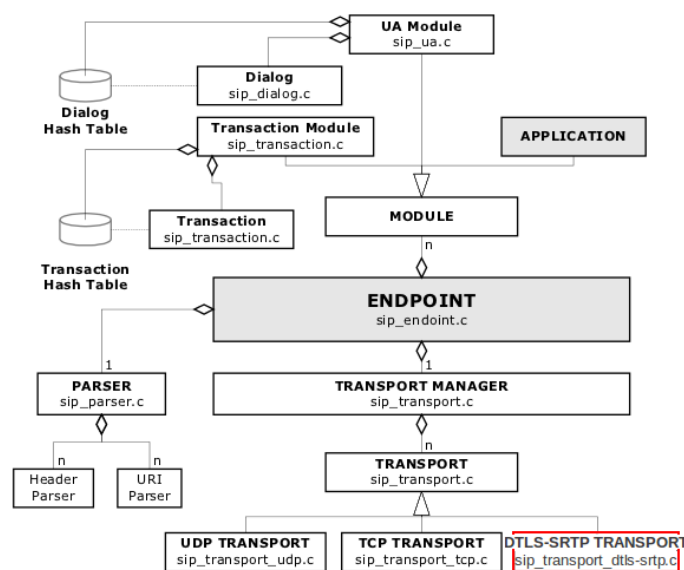 UA Module
sip_ua.c
Dialog
sip_dialog.c
Dialog
Hash Table
Transaction Module
sip_transaction.c
APPLICATION
MODULE
Transaction
sip_transaction.c
Transaction
Hash Table
n
ENDPOINT
sip_endoint.c
1
1
PARSER
sip_parser.c
TRANSPORT MANAGER
sip_transport.c
n
n
n
Header
Parser
URI
Parser
TRANSPORT
sip_transport.c
UDP TRANSPORT
sip_transport_udp.c
TCP TRANSPORT
sip_transport_tcp.c
DTLS-SRTP TRANSPORT
sip_transport_dtls-srtp.c